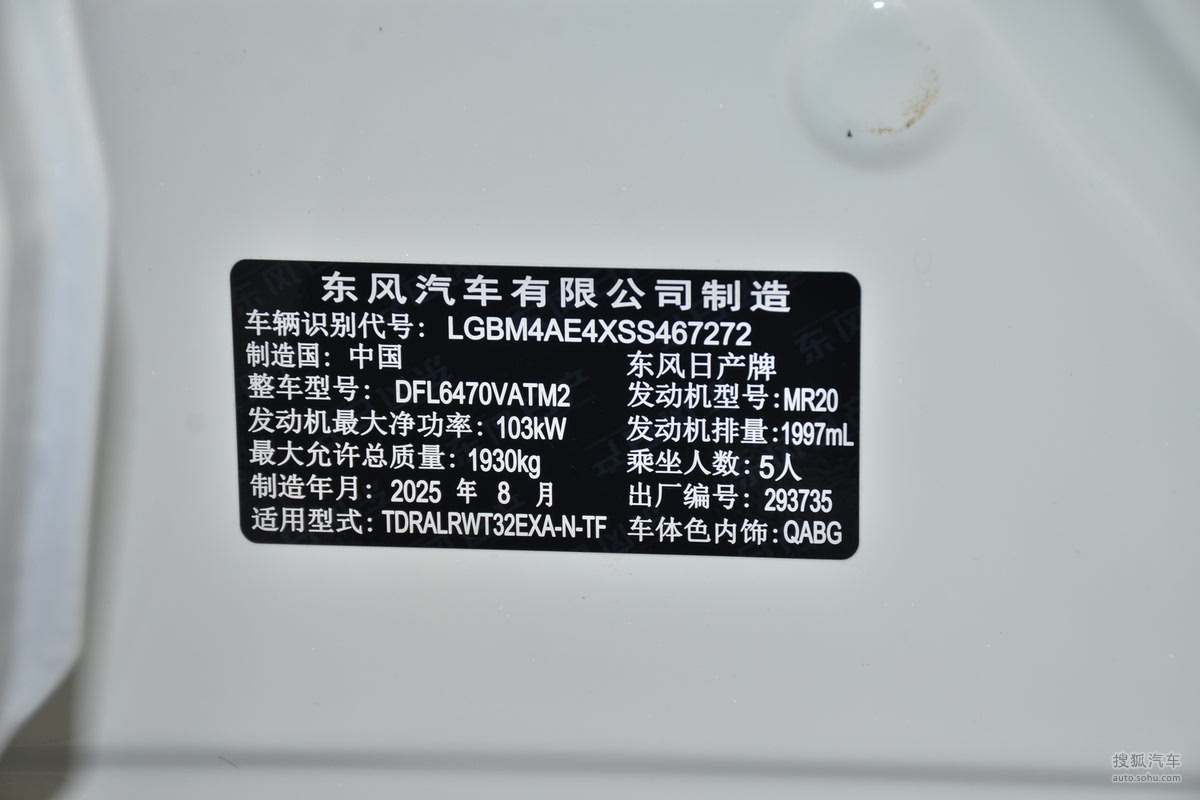 东风汽车有限公司制造
车辆识别代号: LGBM4AE4XSS467272
制造国: 中国 东风日产牌
整车型号: DFL6470VATM2 发动机型号:MR20
发动机最大净功率: 103kW 发动机排量:1997mL
最大允许总质量: 1930kg 乘坐人数:5人
制造年月: 2025 年 8 月 出厂编号: 293735
适用型式: TDRALRWT32EXA-N-TF 车体色内饰:QABG
搜狐汽车
auto.sohu.com